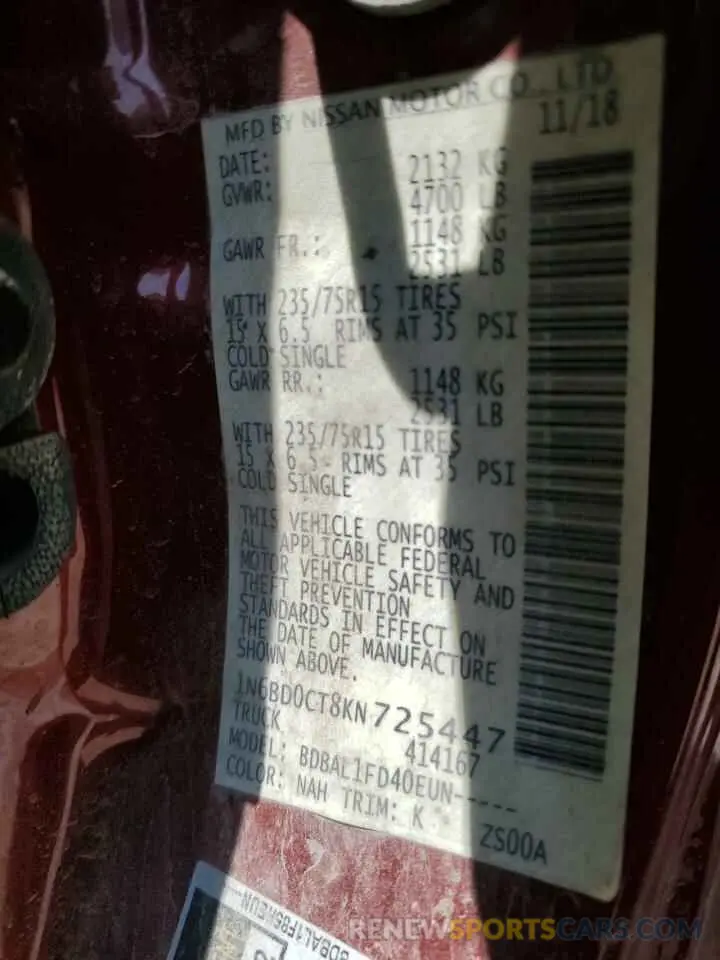 MFD BY NISSAN MOTOR CO., LTD
DATE: 11/18
GVWR: 2132 KG
4700 LB
GAWR FR.: 1148 KG
2531 LB
WITH 235/75R15 TIRES
15 X 6.5 RIMS AT 35 PSI
COLD SINGLE
GAWR RR.: 1148 KG
2531 LB
WITH 235/75R15 TIRES
15 X 6.5 RIMS AT 35 PSI
COLD SINGLE
THIS VEHICLE CONFORMS TO
ALL APPLICABLE FEDERAL
MOTOR VEHICLE SAFETY AND
THEFT PREVENTION
STANDARDS IN EFFECT ON
THE DATE OF MANUFACTURE
SHOWN ABOVE.
1N6BD0CT8KN725447
TRUCK 414167
MODEL: BDBAL1FD40EUN-----
COLOR: NAH TRIM: K ZS00A
RENEWSPORTSCARS.COM